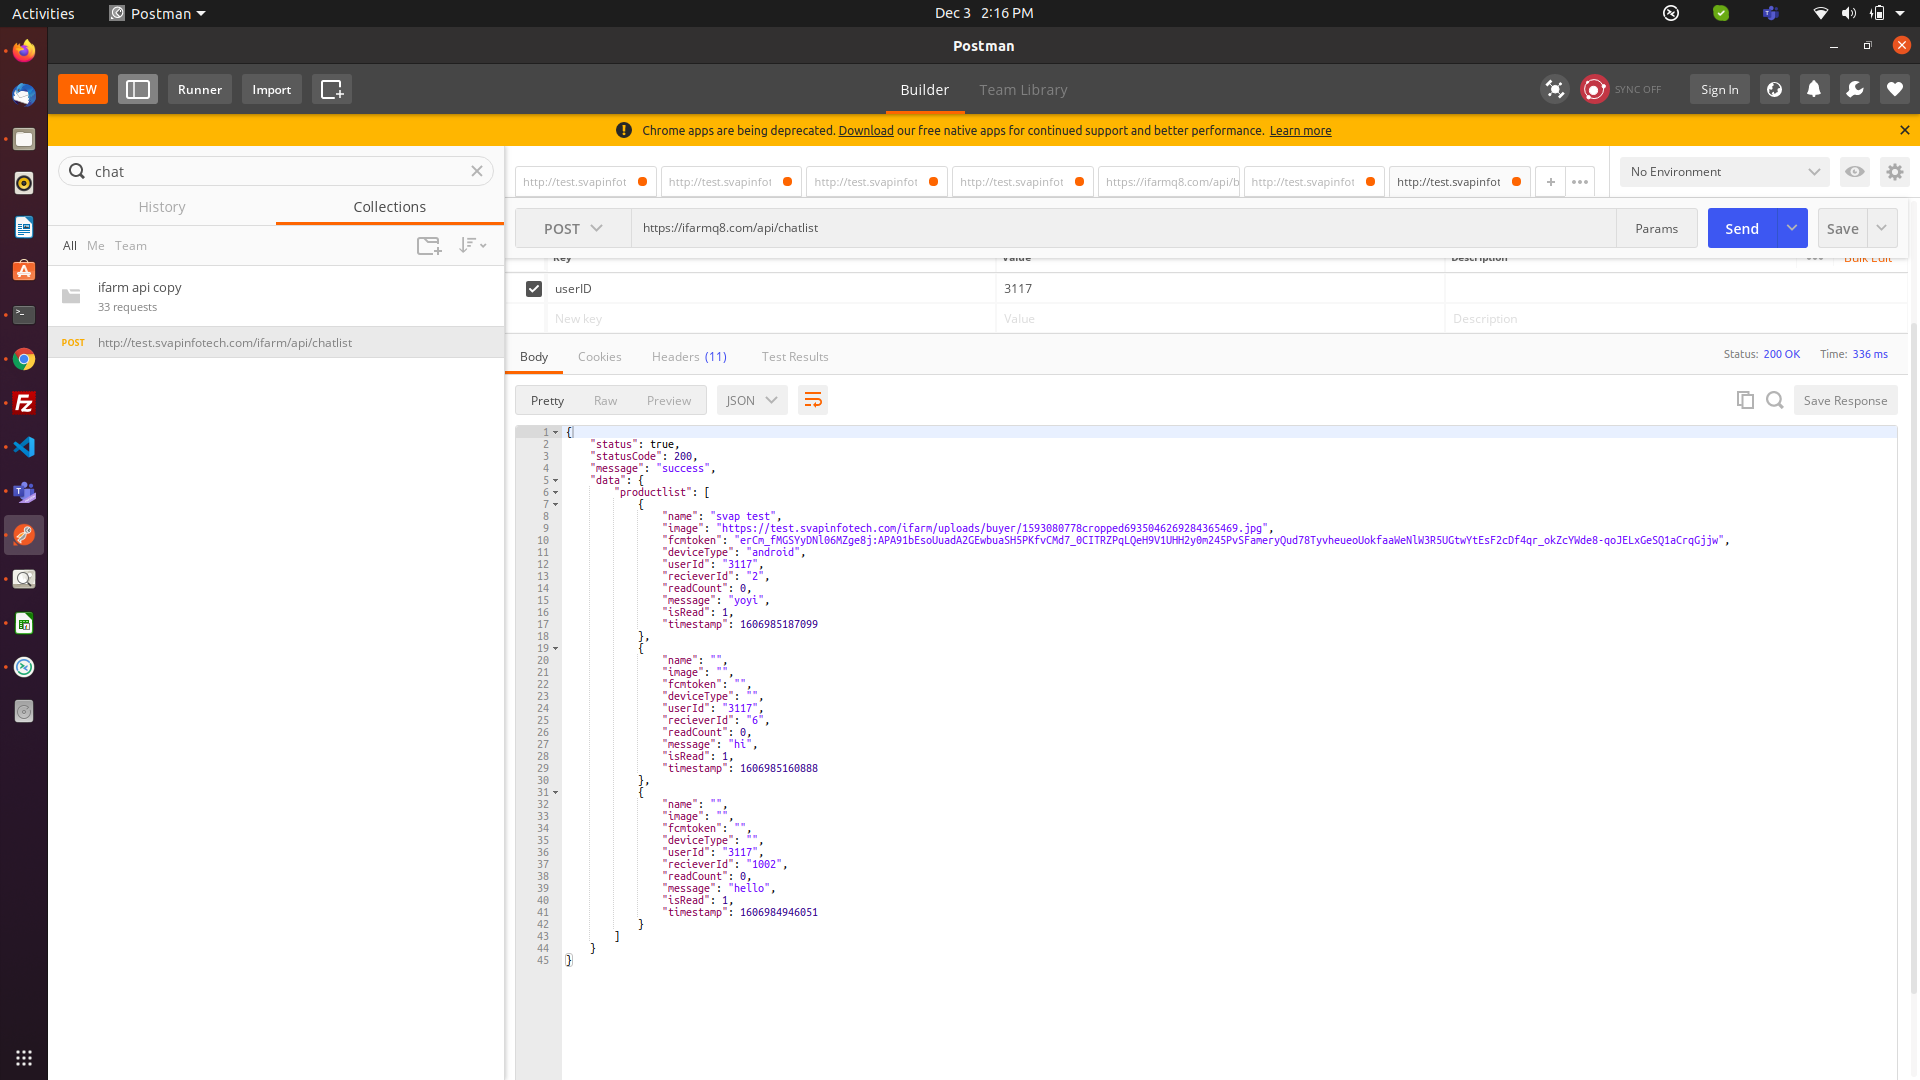 Activities
Postman
Dec 3 2:16 PM
Postman
NEW
Runner
Import
Builder
Team Library
SYNC OFF
Sign In
Chrome apps are being deprecated. Download our free native apps for continued support and better performance. Learn more
chat
History
Collections
All Me Team
ifarm api copy
33 requests
POST http://test.svapinfotech.com/ifarm/api/chatlist
http://test.svapinfot
http://test.svapinfot
http://test.svapinfot
http://test.svapinfot
https://ifarmq8.com/api/b
http://test.svapinfot
http://test.svapinfot
No Environment
POST
https://ifarmq8.com/api/chatlist
Params
Send
Save
Key Value Description Bulk Edit
userID 3117
New key Value Description
Body Cookies Headers (11) Test Results
Status: 200 OK Time: 336 ms
Pretty Raw Preview JSON
Save Response
1 {
2 "status": true,
3 "statusCode": 200,
4 "message": "success",
5 "data": {
6 "productlist": [
7 {
8 "name": "svap test",
9 "image": "https://test.svapinfotech.com/ifarm/uploads/buyer/1593080778cropped6935046269284365469.jpg",
10 "fcmtoken": "erCm_fMGSYyDNl06MZge8j:APA91bEsoUuadA2GEwbuaSH5PKfvCMd7_0CITRZPqLQeH9V1UHH2y0m245PvSFameryQud78TyvheueoUokfaaWeNlW3R5UGtwYtEsF2cDf4qr_okZcYWde8-qoJELxGeSQ1aCrqGjjw",
11 "deviceType": "android",
12 "userId": "3117",
13 "recieverId": "2",
14 "readCount": 0,
15 "message": "yoyi",
16 "isRead": 1,
17 "timestamp": 1606985187099
18 },
19 {
20 "name": "",
21 "image": "",
22 "fcmtoken": "",
23 "deviceType": "",
24 "userId": "3117",
25 "recieverId": "6",
26 "readCount": 0,
27 "message": "hi",
28 "isRead": 1,
29 "timestamp": 1606985160888
30 },
31 {
32 "name": "",
33 "image": "",
34 "fcmtoken": "",
35 "deviceType": "",
36 "userId": "3117",
37 "recieverId": "1002",
38 "readCount": 0,
39 "message": "hello",
40 "isRead": 1,
41 "timestamp": 1606984946051
42 }
43 ]
44 }
45 }